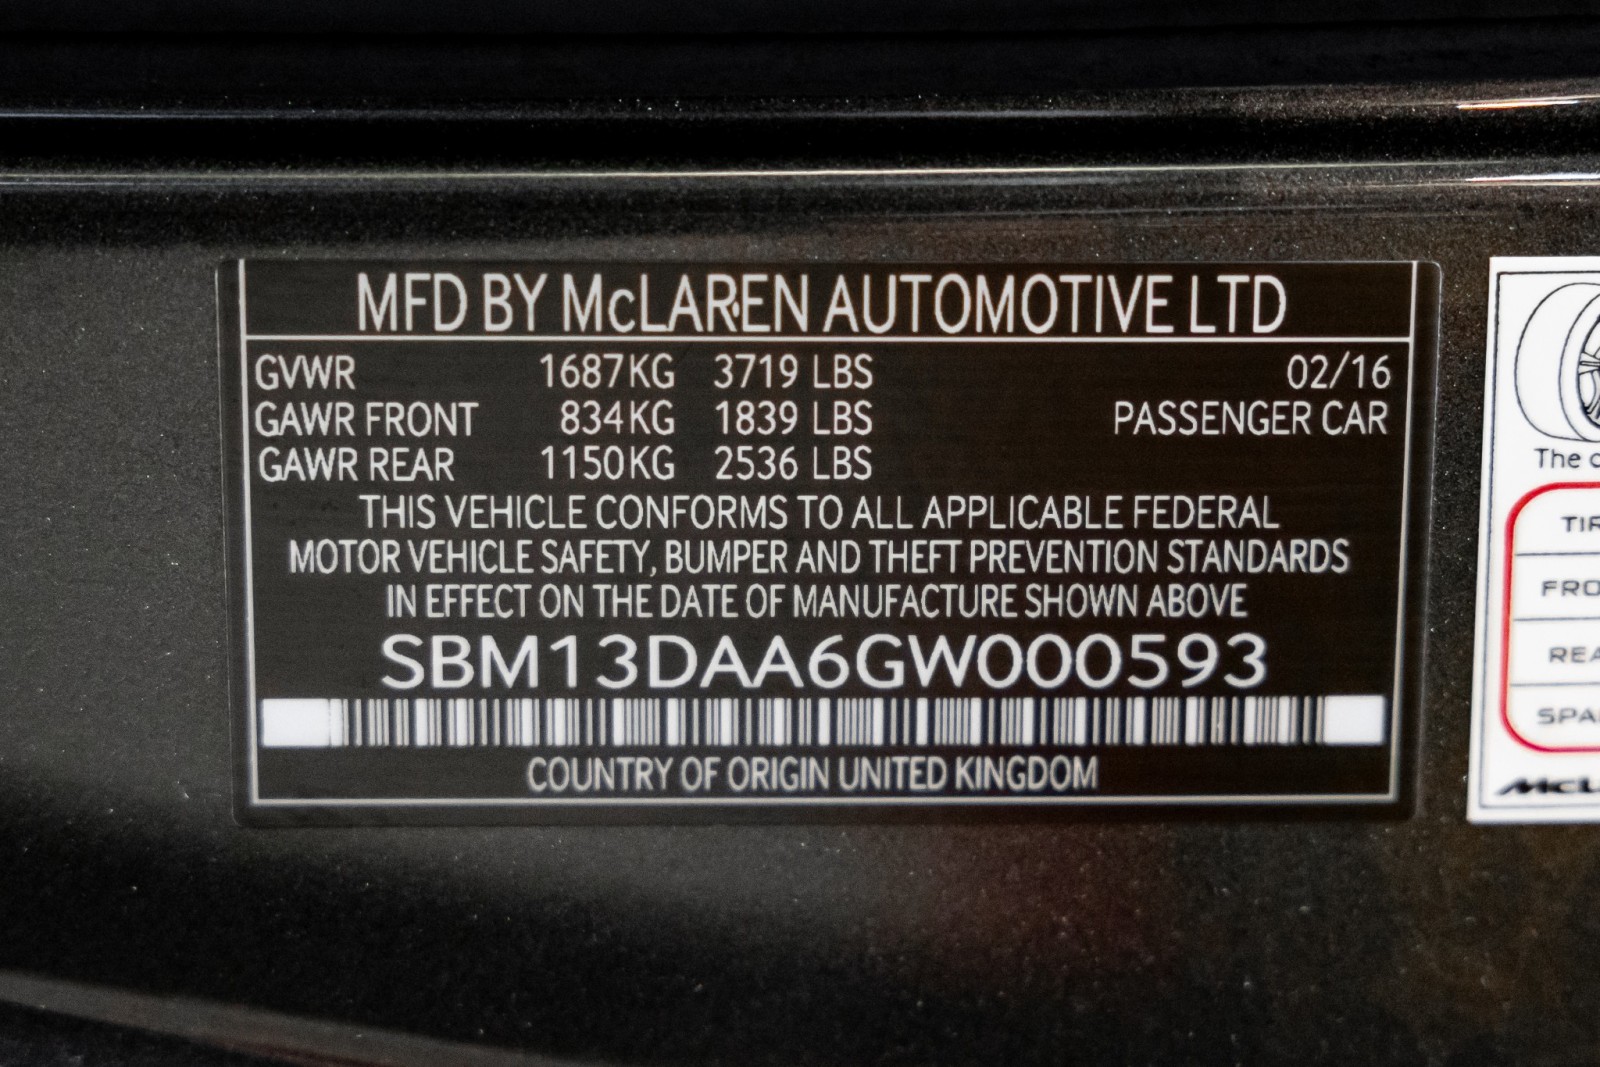 MFD BY McLAREN AUTOMOTIVE LTD
GVWR 1687KG 3719 LBS 02/16
GAWR FRONT 834KG 1839 LBS PASSENGER CAR
GAWR REAR 1150KG 2536 LBS
THIS VEHICLE CONFORMS TO ALL APPLICABLE FEDERAL
MOTOR VEHICLE SAFETY, BUMPER AND THEFT PREVENTION STANDARDS
IN EFFECT ON THE DATE OF MANUFACTURE SHOWN ABOVE
SBM13DAA6GW000593
COUNTRY OF ORIGIN UNITED KINGDOM
The